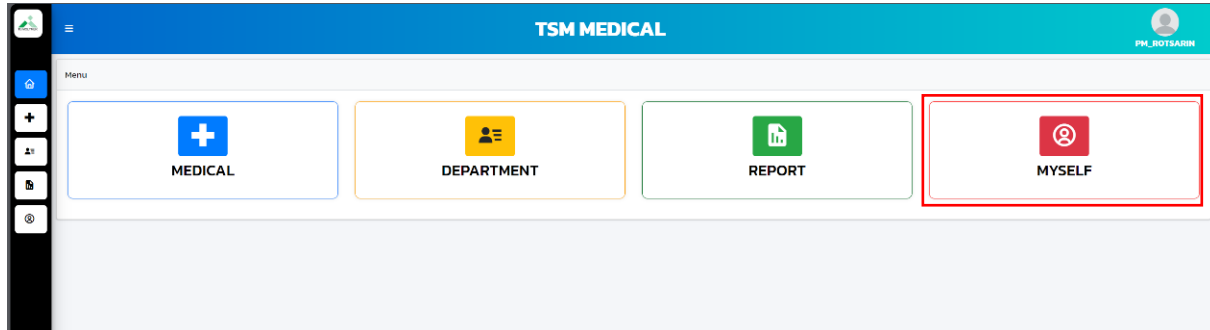 TSM MEDICAL
PM_ROTSARIN
Menu
MEDICAL
DEPARTMENT
REPORT
MYSELF